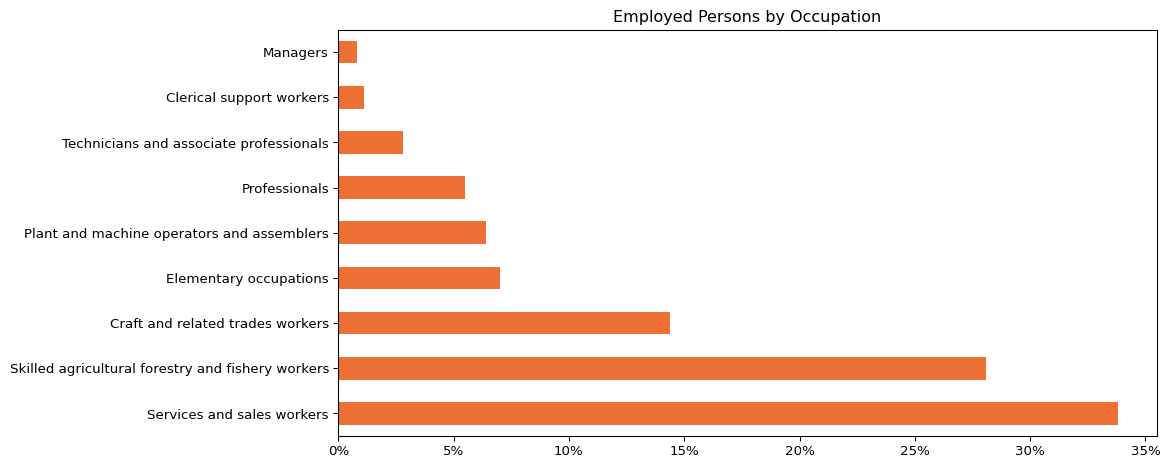 Employed Persons by Occupation
Managers
Clerical support workers
Technicians and associate professionals
Professionals
Plant and machine operators and assemblers
Elementary occupations
Craft and related trades workers
Skilled agricultural forestry and fishery workers
Services and sales workers
0% 5% 10% 15% 20% 25% 30% 35%